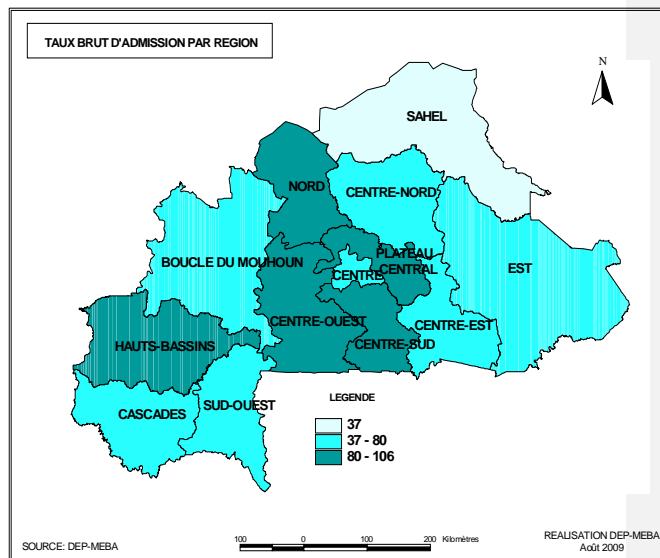 TAUX BRUT D'ADMISSION PAR REGION
N
SAHEL
NORD
CENTRE-NORD
PLATEAU
CENTRAL
BOUCLE DU MOUHOUN
CENTRE
EST
CENTRE-OUEST
CENTRE-EST
CENTRE-SUD
HAUTS-BASSINS
CASCADES
SUD-OUEST
LEGENDE
37
37 - 80
80 - 106
100 0 100 200 Kilomètres
SOURCE: DEP-MEBA
REALISATION DEP-MEBA
Août 2009